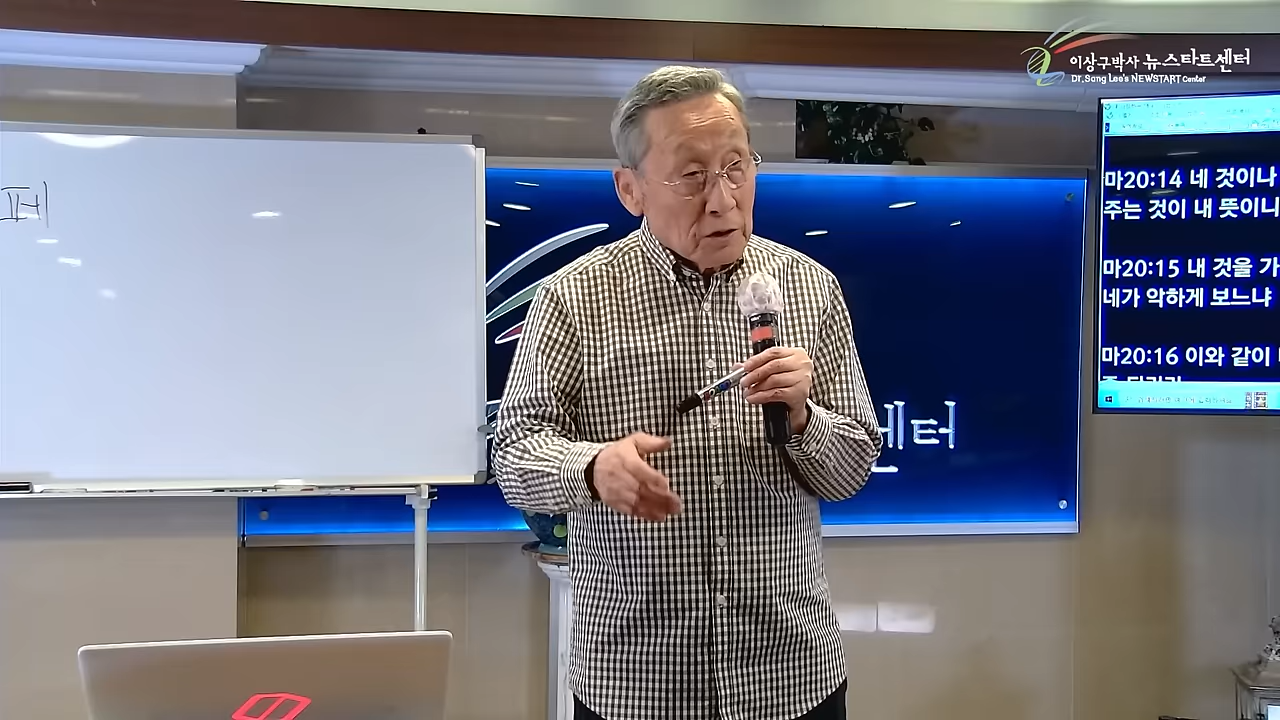 이상구박사 뉴스타트센터
Dr. Sang Lee's NEWSTART Center
마20:14 네 것이나
주는 것이 내 뜻이니
마20:15 내 것을 가
네가 악하게 보느냐
마20:16 이와 같이
센터